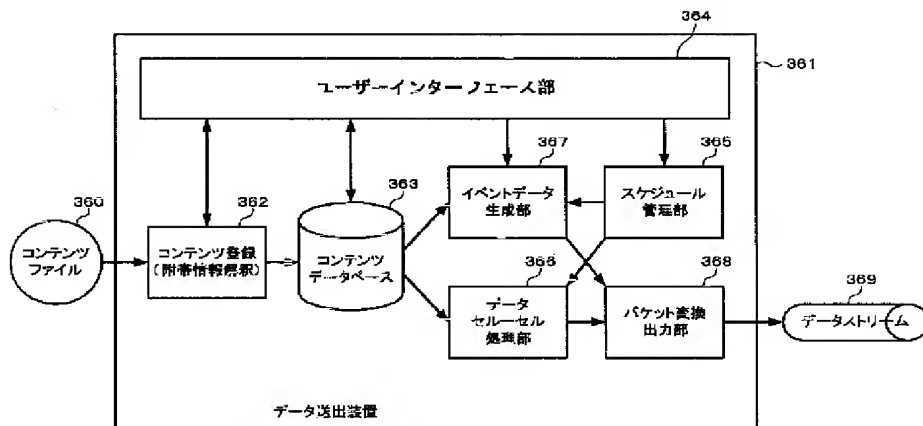 364
361
ユーザーインターフェース部
367
365
イベントデータ
生成部
スケジュール
管理部
360
コンテンツ
ファイル
362
コンテンツ登録
(附帯情報解釈)
363
コンテンツ
データベース
366
データ
セルーセル
処理部
368
パケット変換
出力部
369
データストリーム
データ送出装置